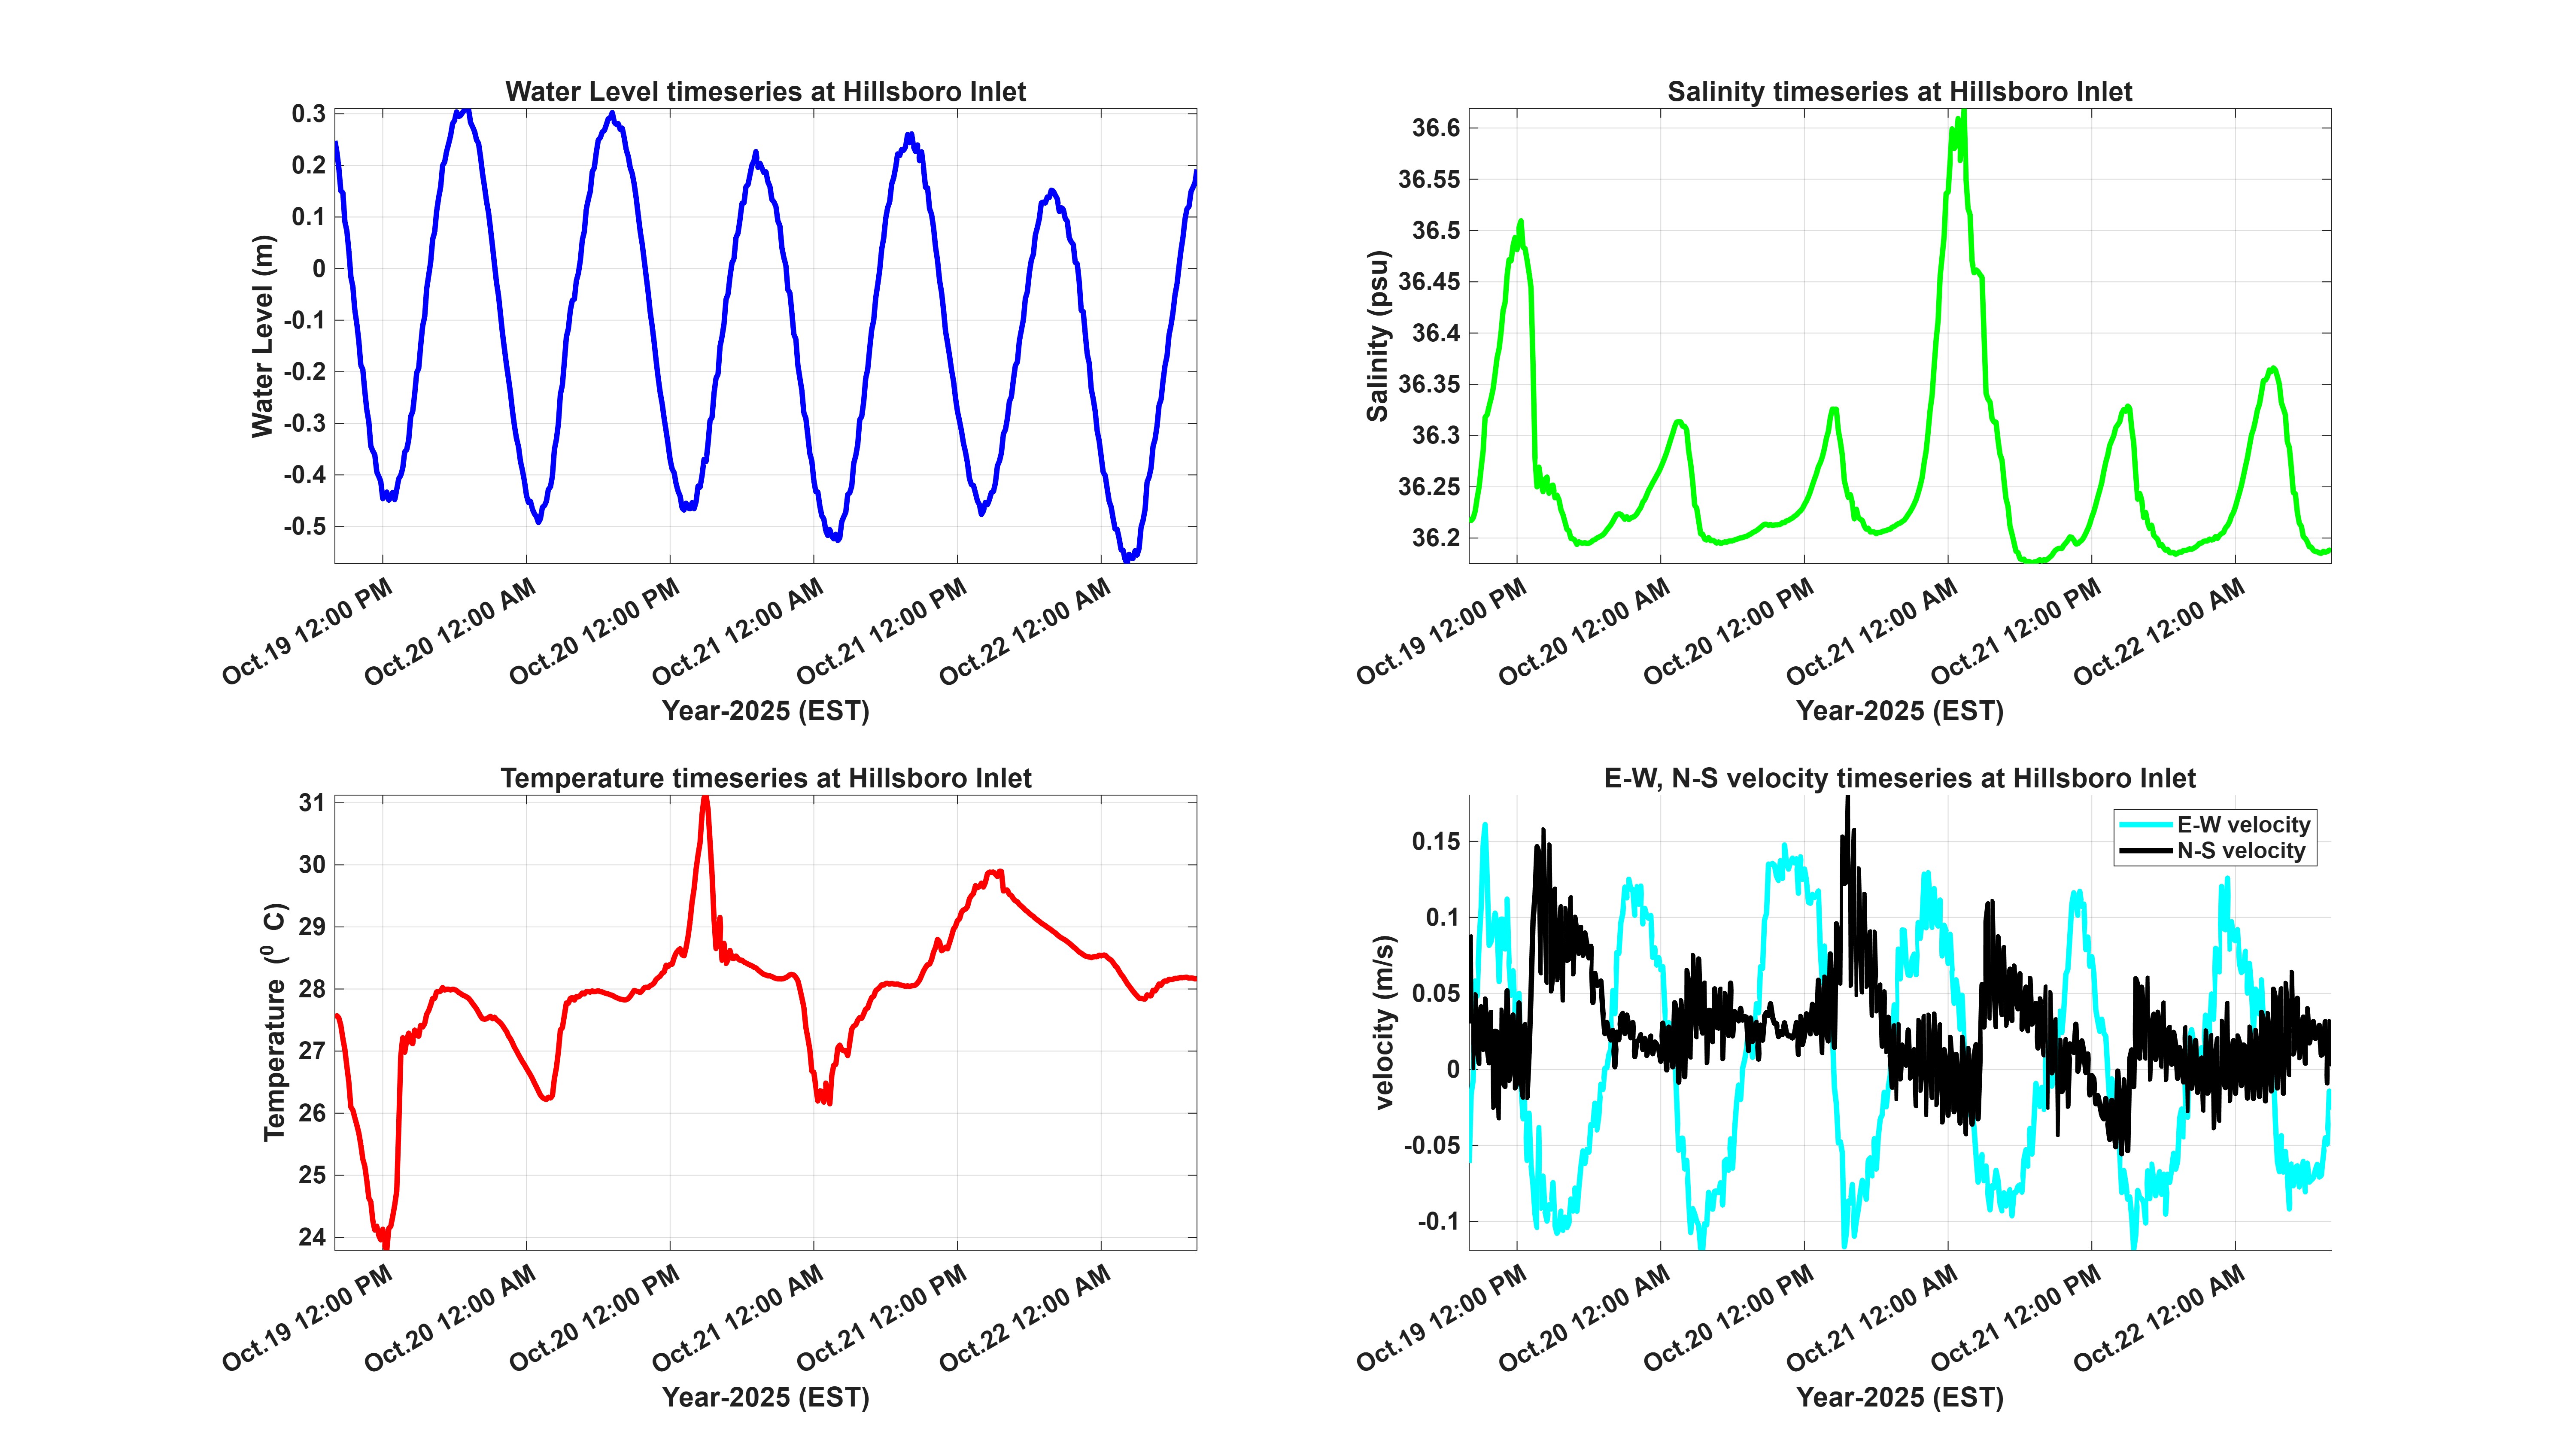 Water Level timeseries at Hillsboro Inlet
0.3
0.2
0.1
0
-0.1
-0.2
-0.3
-0.4
-0.5
Water Level (m)
Oct.19 12:00 PM
Oct.20 12:00 AM
Oct.20 12:00 PM
Oct.21 12:00 AM
Oct.21 12:00 PM
Oct.22 12:00 AM
Year-2025 (EST)
Salinity timeseries at Hillsboro Inlet
36.6
36.55
36.5
36.45
36.4
36.35
36.3
36.25
36.2
Salinity (psu)
Oct.19 12:00 PM
Oct.20 12:00 AM
Oct.20 12:00 PM
Oct.21 12:00 AM
Oct.21 12:00 PM
Oct.22 12:00 AM
Year-2025 (EST)
Temperature timeseries at Hillsboro Inlet
31
30
29
28
27
26
25
24
Temperature (⁰ C)
Oct.19 12:00 PM
Oct.20 12:00 AM
Oct.20 12:00 PM
Oct.21 12:00 AM
Oct.21 12:00 PM
Oct.22 12:00 AM
Year-2025 (EST)
E-W, N-S velocity timeseries at Hillsboro Inlet
E-W velocity
N-S velocity
0.15
0.1
0.05
0
-0.05
-0.1
velocity (m/s)
Oct.19 12:00 PM
Oct.20 12:00 AM
Oct.20 12:00 PM
Oct.21 12:00 AM
Oct.21 12:00 PM
Oct.22 12:00 AM
Year-2025 (EST)